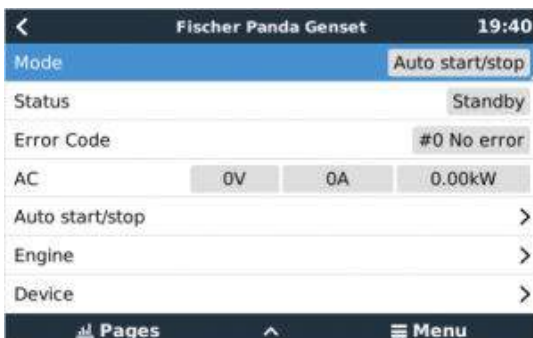 Fischer Panda Genset 19:40
Mode Auto start/stop
Status Standby
Error Code #0 No error
AC 0V 0A 0.00kW
Auto start/stop
Engine
Device
Pages Menu